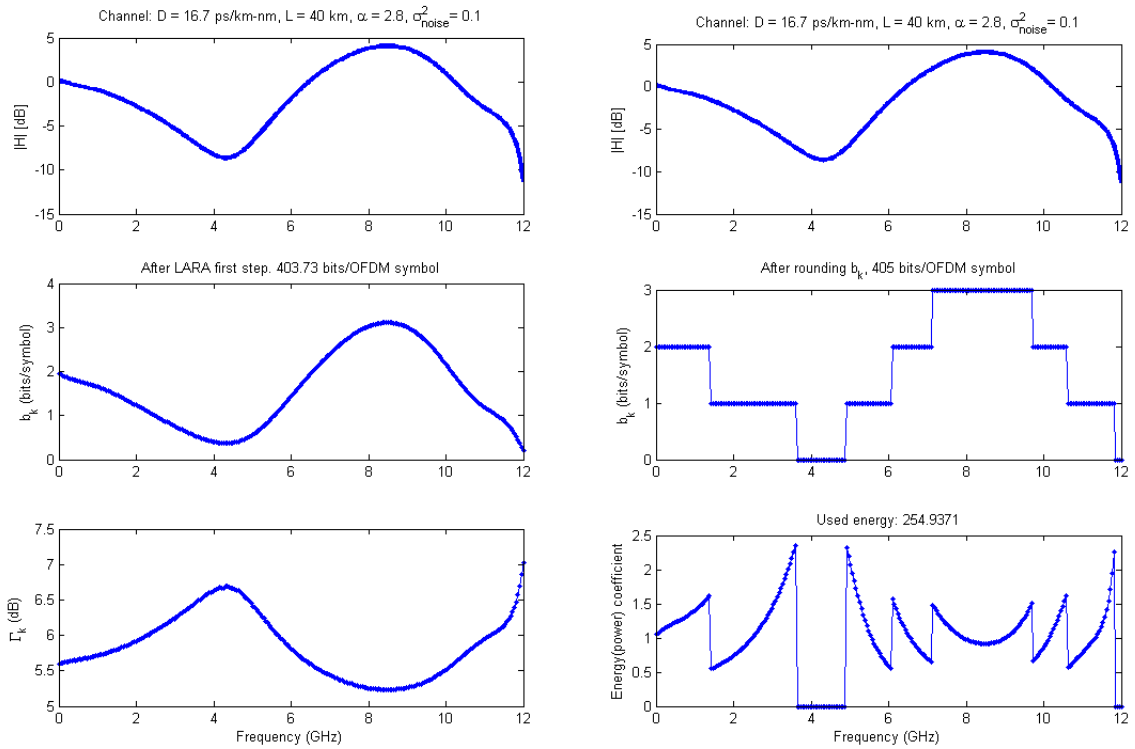 Channel: D = 16.7 ps/km-nm, L = 40 km, α = 2.8, σ²noise = 0.1
|H| [dB]
5
0
-5
-10
-15
0 2 4 6 8 10 12
After LARA first step. 403.73 bits/OFDM symbol
b_k (bits/symbol)
4
3
2
1
0
0 2 4 6 8 10 12
Γ_k (dB)
7.5
7
6.5
6
5.5
5
0 2 4 6 8 10 12
Frequency (GHz)
Channel: D = 16.7 ps/km-nm, L = 40 km, α = 2.8, σ²noise = 0.1
|H| [dB]
5
0
-5
-10
-15
0 2 4 6 8 10 12
After rounding b_k, 405 bits/OFDM symbol
b_k (bits/symbol)
3
2
1
0
0 2 4 6 8 10 12
Used energy: 254.9371
Energy(power) coefficient
2.5
2
1.5
1
0.5
0
0 2 4 6 8 10 12
Frequency (GHz)